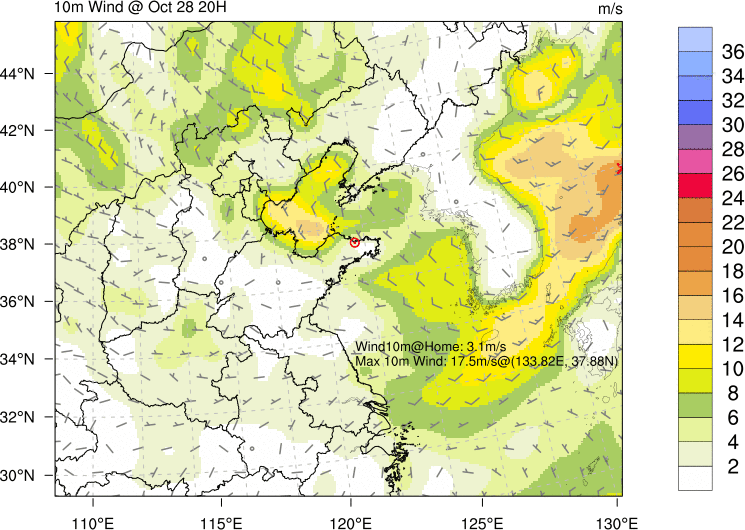 10m Wind @ Oct 28 20H
m/s
44°N
42°N
40°N
38°N
36°N
34°N
32°N
30°N
110°E
115°E
120°E
125°E
130°E
Wind10m@Home: 3.1m/s
Max 10m Wind: 17.5m/s@(133.82E, 37.88N)
36
34
32
30
28
26
24
22
20
18
16
14
12
10
8
6
4
2